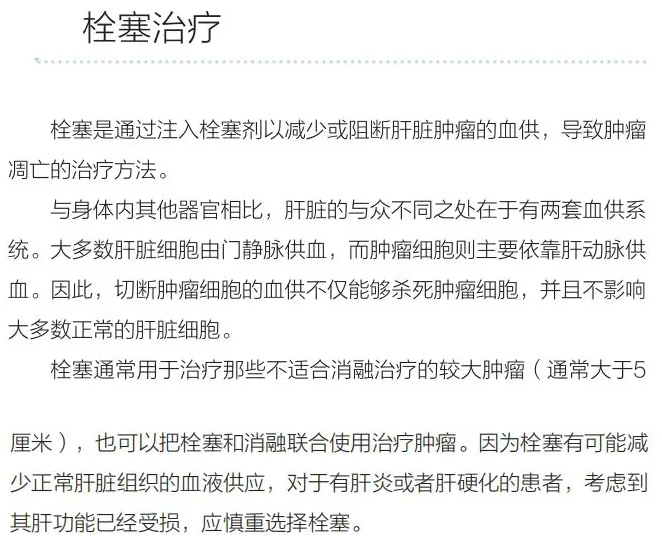 栓塞治疗
栓塞是通过注入栓塞剂以减少或阻断肝脏肿瘤的血供，导致肿瘤
凋亡的治疗方法。
与身体内其他器官相比，肝脏的与众不同之处在于有两套血供系
统。大多数肝脏细胞由门静脉供血，而肿瘤细胞则主要依靠肝动脉供
血。因此，切断肿瘤细胞的血供不仅能够杀死肿瘤细胞，并且不影响
大多数正常的肝脏细胞。
栓塞通常用于治疗那些不适合消融治疗的较大肿瘤（通常大于5
厘米），也可以把栓塞和消融联合使用治疗肿瘤。因为栓塞有可能减
少正常肝脏组织的血液供应，对于有肝炎或者肝硬化的患者，考虑到
其肝功能已经受损，应慎重选择栓塞。